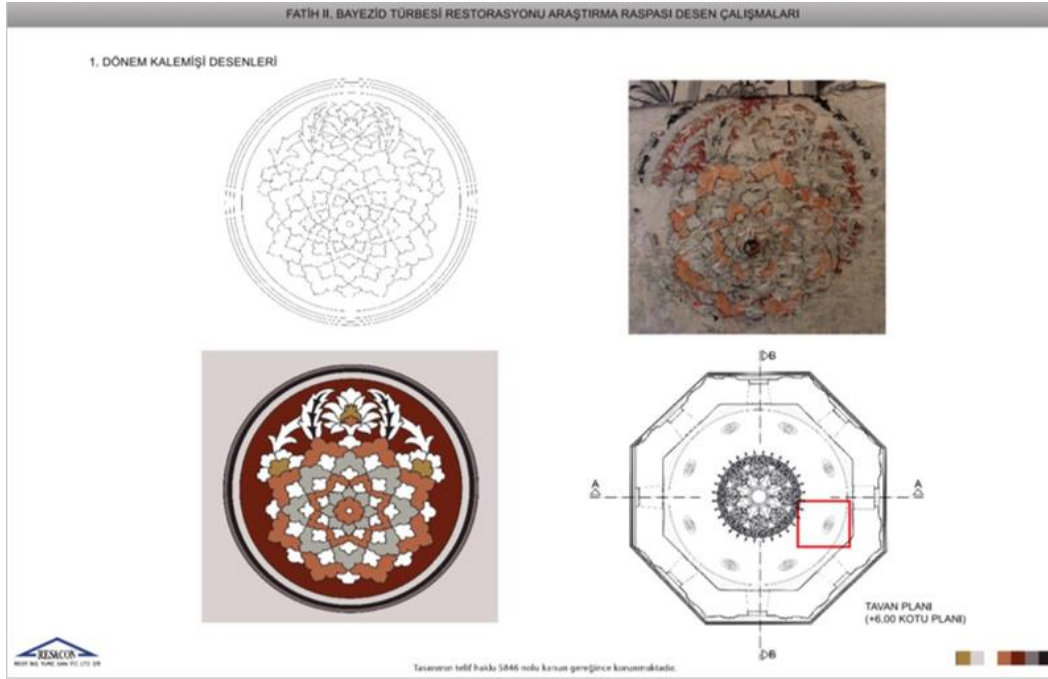 FATİH II. BAYEZİD TÜRBESİ RESTORASYONU ARAŞTIRMA RASPASI DESEN ÇALIŞMALARI
1. DÖNEM KALEMİŞİ DESENLERİ
B
A
A
TAVAN PLANI
(+6.00 KOTU PLANI)
B
RESACON
Tasarımın telif hakkı 5846 nolu kanun gereğince korunmaktadır.